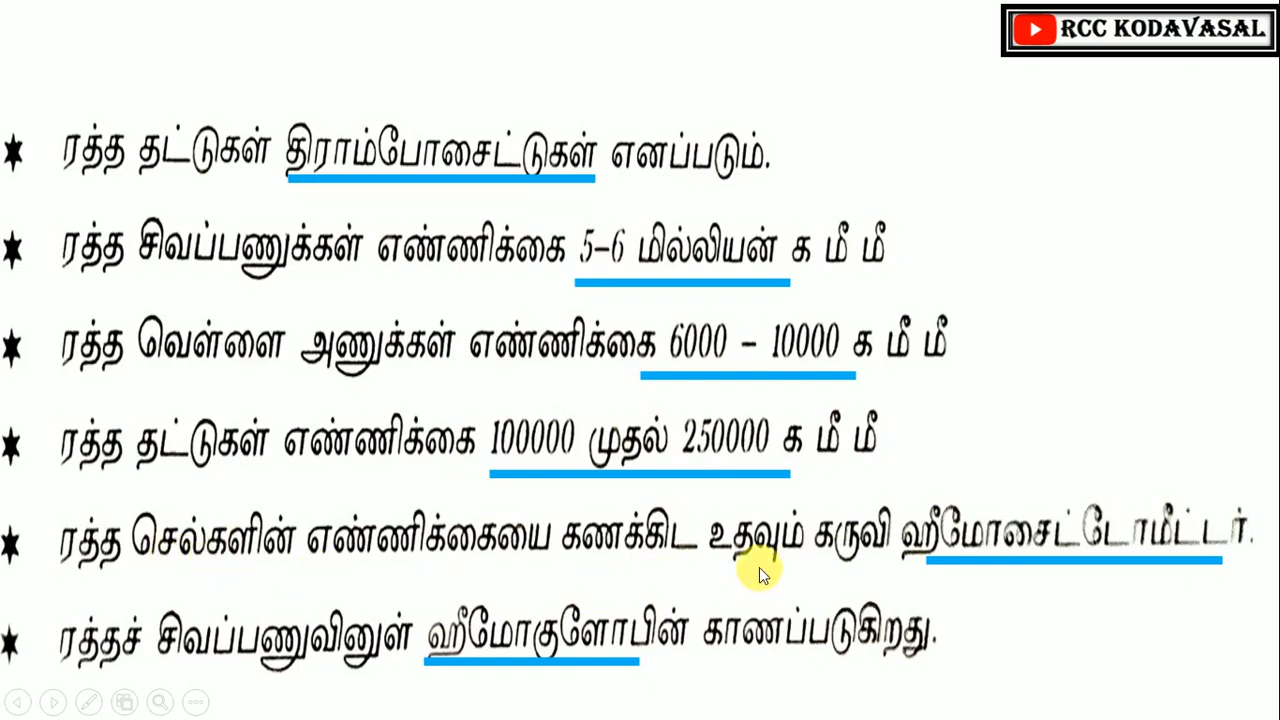 RCC KODAVASAL
★ ரத்த தட்டுகள் திராம்போசைட்டுகள் எனப்படும்.
★ ரத்த சிவப்பணுக்கள் எண்ணிக்கை 5-6 மில்லியன் க மீ மீ
★ ரத்த வெள்ளை அணுக்கள் எண்ணிக்கை 6000 - 10000 க மீ மீ
★ ரத்த தட்டுகள் எண்ணிக்கை 100000 முதல் 250000 க மீ மீ
★ ரத்த செல்களின் எண்ணிக்கையை கணக்கிட உதவும் கருவி ஹீமோசைட்டோமீட்டர்.
★ ரத்தச் சிவப்பணுவினுள் ஹீமோகுளோபின் காணப்படுகிறது.